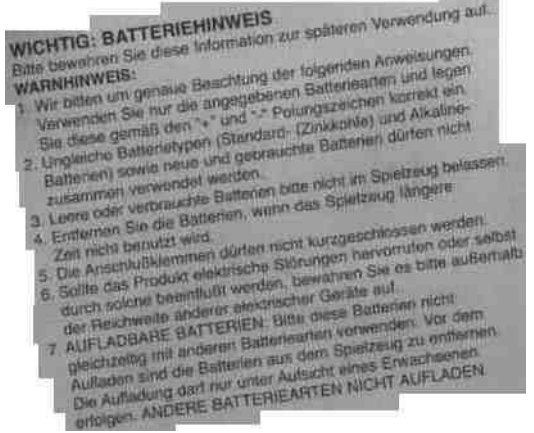 WICHTIG: BATTERIEHINWEIS
Bitte bewahren Sie diese Information zur späteren Verwendung auf.
WARNHINWEIS:
1. Wir bitten um genaue Beachtung der folgenden Anweisungen.
Verwenden Sie nur die angegebenen Batteriearten und legen
Sie diese gemäß den "+" und "-" Polungszeichen korrekt ein.
2. Ungleiche Batterietypen (Standard- (Zinkkohle) und Alkaline-
Batterien) sowie neue und gebrauchte Batterien dürfen nicht
zusammen verwendet werden.
3. Leere oder verbrauchte Batterien bitte nicht im Spielzeug belassen.
4. Entfernen Sie die Batterien, wenn das Spielzeug längere
Zeit nicht benutzt wird.
5. Die Anschlußklemmen dürfen nicht kurzgeschlossen werden.
6. Sollte das Produkt elektrische Störungen hervorrufen oder selbst
durch solche beeinflußt werden, bewahren Sie es bitte außerhalb
der Reichweite anderer elektrischer Geräte auf.
7. AUFLADBARE BATTERIEN: Bitte diese Batterien nicht
gleichzeitig mit anderen Batteriearten verwenden. Vor dem
Aufladen sind die Batterien aus dem Spielzeug zu entfernen.
Die Aufladung darf nur unter Aufsicht eines Erwachsenen
erfolgen. ANDERE BATTERIEARTEN NICHT AUFLADEN.